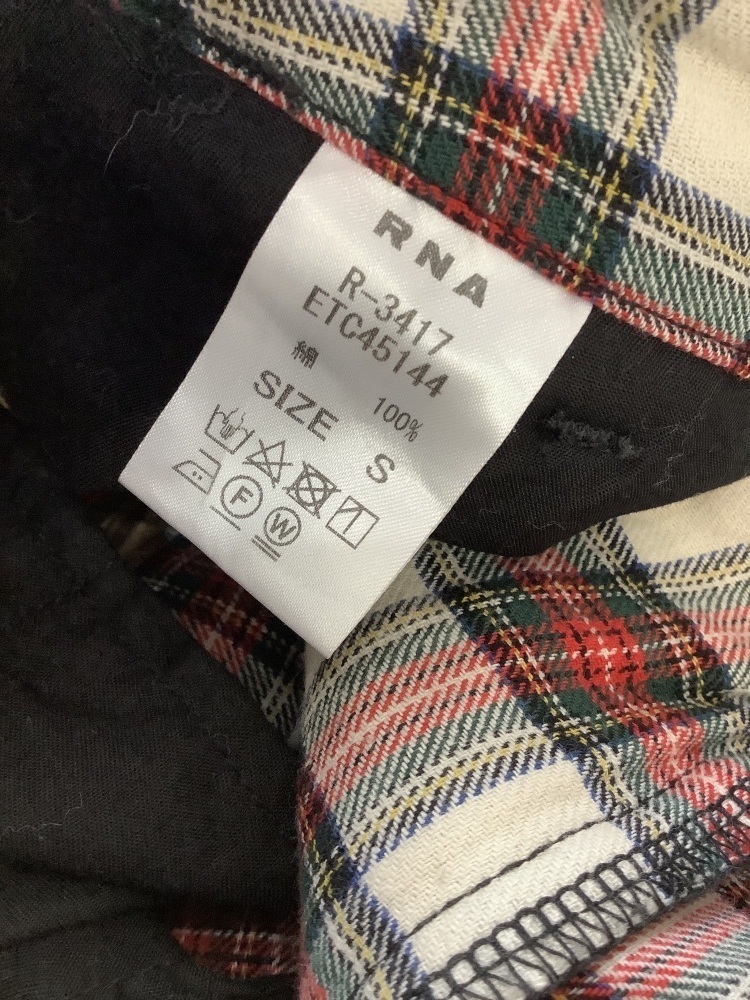 RNA
R-3417
ETC45144
綿 100%
SIZE S
F W